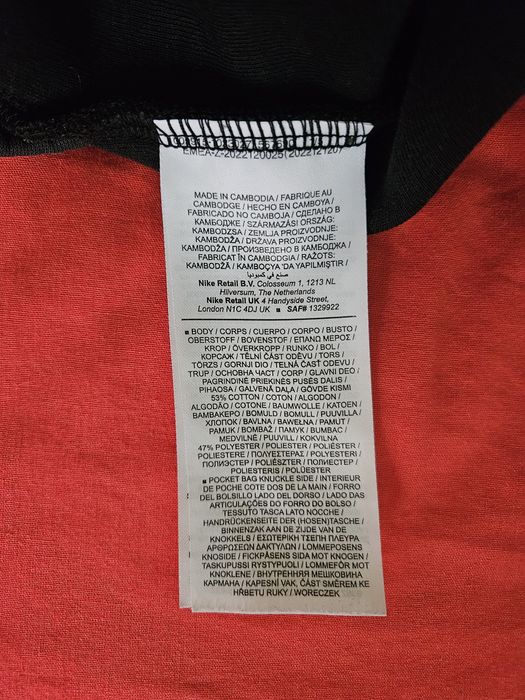 EMEA-Z-2022120025(2022121207
MADE IN CAMBODIA / FABRIQUE AU
CAMBODGE / HECHO EN CAMBOYA /
FABRICADO NO CAMBOJA / СДЕЛАНО В
КАМБОДЖЕ / SZÁRMAZÁSI ORSZÁG:
KAMBODZSA / ZEMLJA PROIZVODNJE:
KAMBODŽA / DRŽAVA PROIZVODNJE:
KAMBODŽA / ПРОИЗВЕДЕНО В КАМБОДЖА /
FABRICAT ÎN CAMBODGIA / RAŽOTS:
KAMBODŽĀ / KAMBOÇYA 'DA YAPILMIŞTIR /
صنع في كمبوديا
Nike Retail B.V. Colosseum 1, 1213 NL
Hilversum, The Netherlands
Nike Retail UK 4 Handyside Street,
London N1C 4DJ UK ■ SAF# 1329922
■ BODY / CORPS / CUERPO / CORPO / BUSTO /
OBERSTOFF / BOVENSTOF / ΕΠΑΝΩ ΜΕΡΟΣ /
KROP / ÖVERKROPP / RUNKO / BOL /
КОРСАЖ / TĚLNÍ ČÁST ODĚVU / TORS /
TÖRZS / GORNJI DIO / TELNÁ ČASŤ ODEVU /
TRUP / ОСНОВНА ЧАСТ / CORP / GLAVNI DEO /
PAGRINDINĖ PRIEKINĖS PUSĖS DALIS /
PIHAOSA / GALVENĀ DAĻA / GÖVDE KISMI
53% COTTON / COTON / ALGODON /
ALGODÃO / COTONE / BAUMWOLLE / KATOEN /
ΒΑΜΒΑΚΕΡΟ / BOMULD / BOMULL / PUUVILLA /
ХЛОПОК / BAVLNA / BAWEŁNA / PAMUT /
PAMUK / BOMBAŽ / ПАМУК / BUMBAC /
MEDVILNĖ / PUUVILL / KOKVILNA
47% POLYESTER / POLIESTER / POLIÉSTER /
POLIESTERE / ΠΟΛΥΕΣΤΕΡΑΣ / POLYESTERI /
ПОЛИЭСТЕР / POLIÉSZTER / ПОЛИЕСТЕР /
POLIESTERIS / POLÜESTER
■ POCKET BAG KNUCKLE SIDE / INTERIEUR
DE POCHE COTE DOS DE LA MAIN / FORRO
DEL BOLSILLO LADO DEL DORSO / LADO DAS
ARTICULAÇÕES DO FORRO DO BOLSO /
TESSUTO TASCA LATO NOCCHE /
HANDRÜCKENSEITE DER (HOSEN)TASCHE /
BINNENZAK AAN DE ZIJDE VAN DE
KNOKKELS / ΕΣΩΤΕΡΙΚΗ ΤΣΕΠΗ ΠΛΕΥΡΑ
ΑΡΘΡΩΣΕΩΝ ΔΑΚΤΥΛΩΝ / LOMMEPOSENS
KNOSIDE / FICKPÅSENS SIDA MOT KNOGEN /
TASKUPUSSI RYSTYPUOLI / LOMMEFÔR MOT
KNOKLENE / ВНУТРЕННЯЯ МЕШКОВИНА
КАРМАНА / KAPESNÍ VAK, ČÁST SMĚREM KE
HŘBETU RUKY / WORECZEK